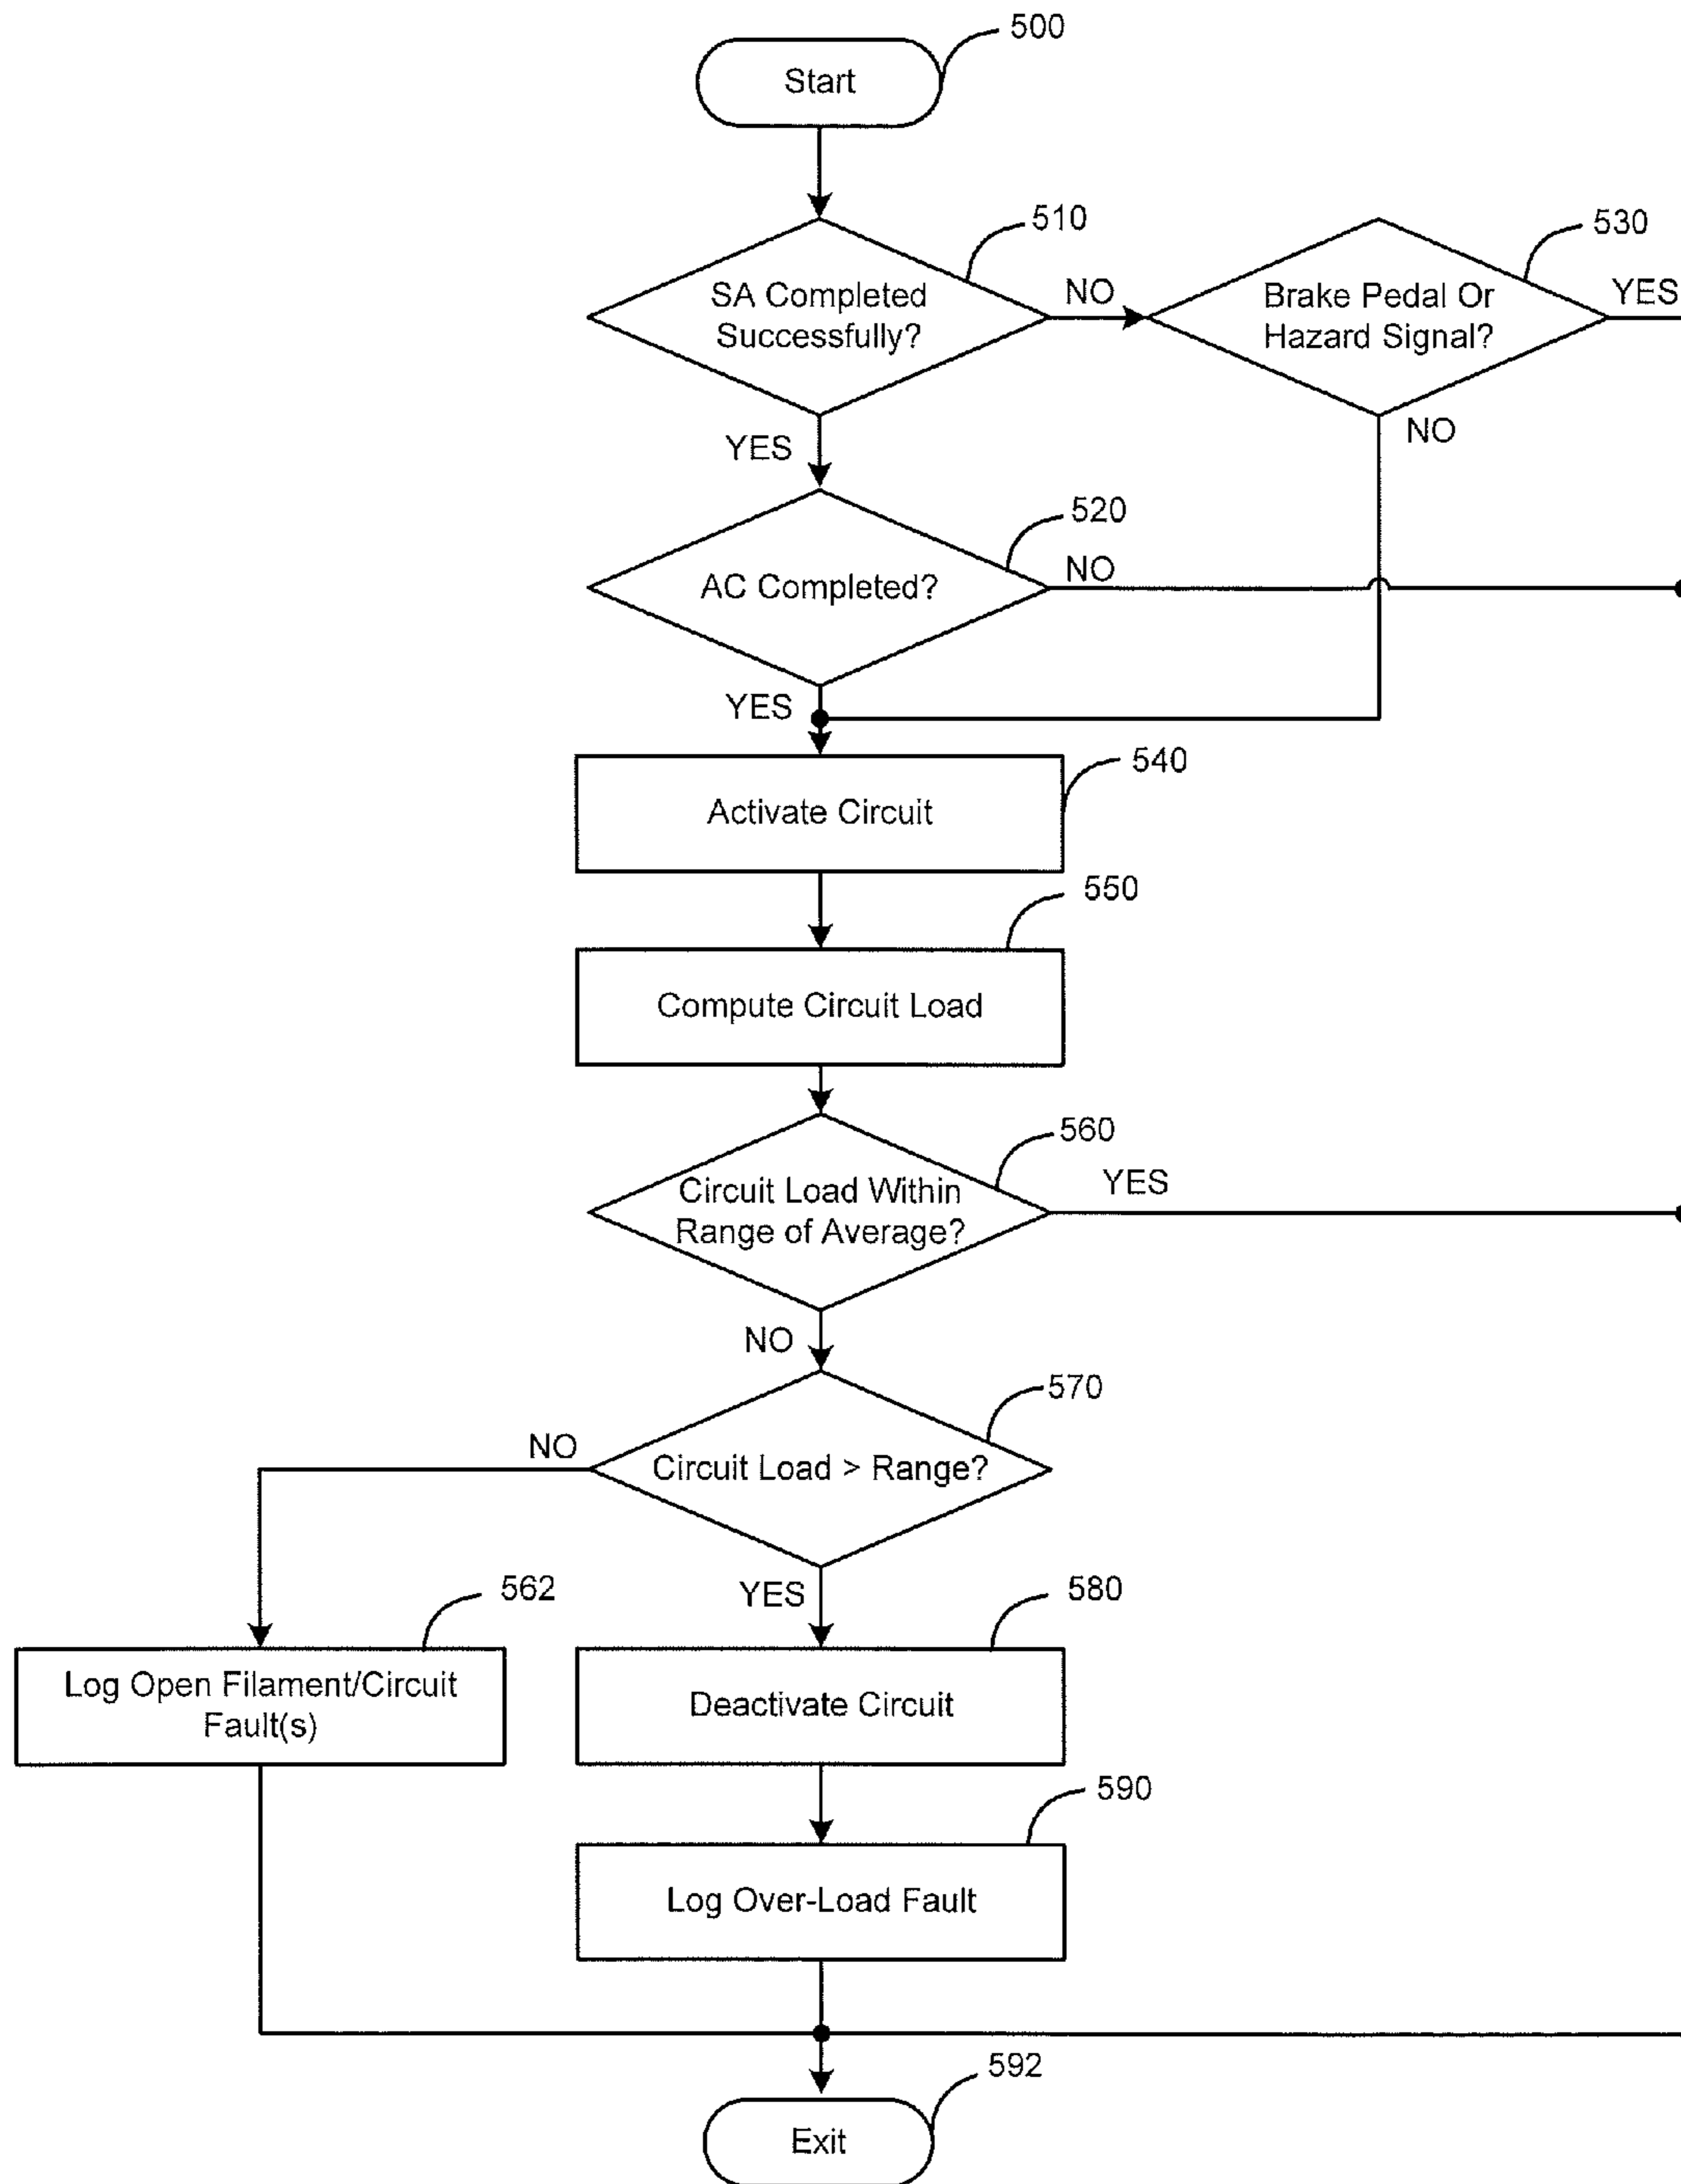 500
Start
510
530
SA Completed
Successfully?
NO
Brake Pedal Or
Hazard Signal?
YES
YES
NO
520
AC Completed?
NO
YES
540
Activate Circuit
550
Compute Circuit Load
560
Circuit Load Within
Range of Average?
YES
NO
570
NO
Circuit Load > Range?
562
YES
580
Log Open Filament/Circuit
Fault(s)
Deactivate Circuit
590
Log Over-Load Fault
592
Exit